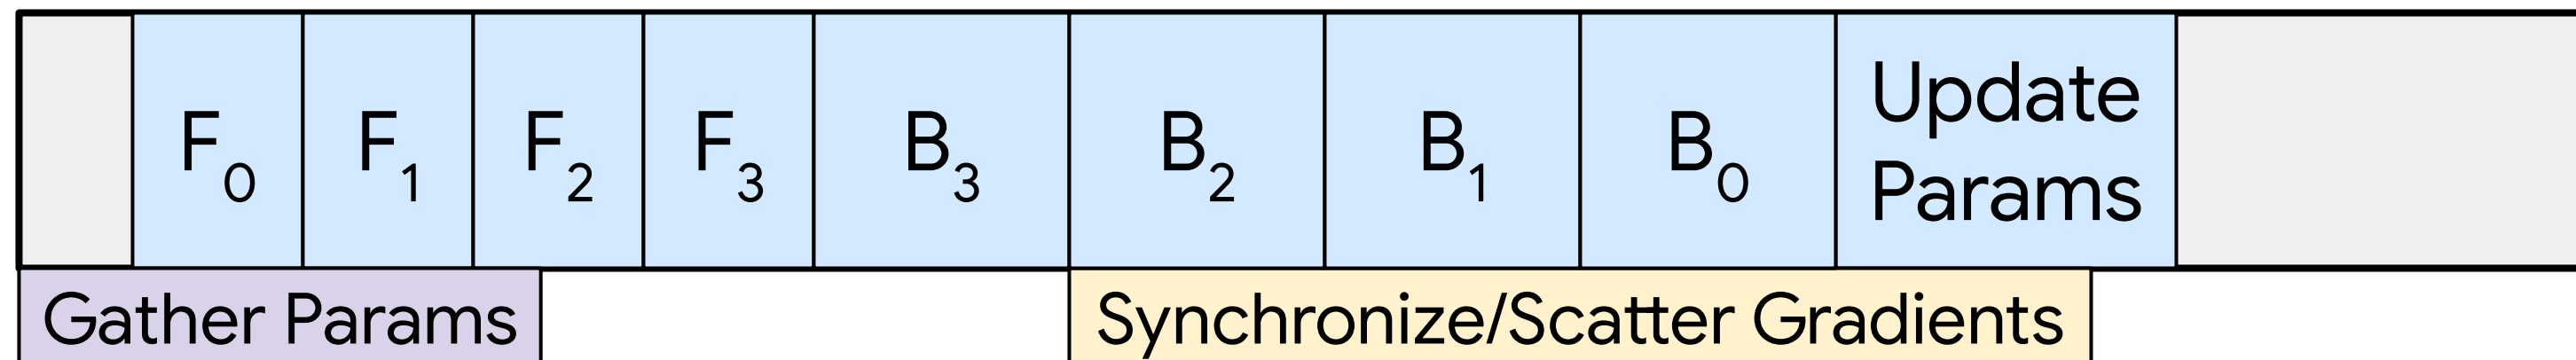 F₀ F₁ F₂ F₃ B₃ B₂ B₁ B₀ Update
Params
Gather Params Synchronize/Scatter Gradients